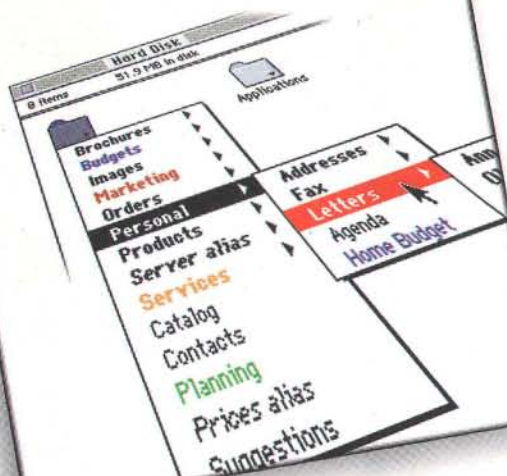 Hard Disk
8 items 51.9 MB in disk
Applications
Brochures
Budgets
Images
Marketing
Orders
Personal
Products
Server alias
Services
Catalog
Contacts
Planning
Prices alias
Suggestions
Addresses
Fax
Letters
Agenda
Home Budget